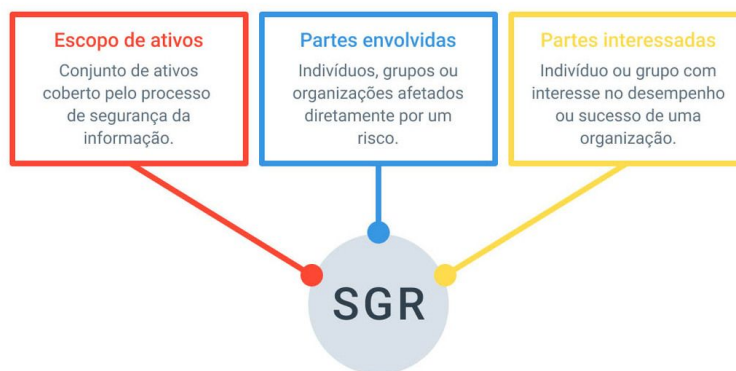 Escopo de ativos
Conjunto de ativos
coberto pelo processo
de segurança da
informação.
Partes envolvidas
Indivíduos, grupos ou
organizações afetados
diretamente por um
risco.
Partes interessadas
Indivíduo ou grupo com
interesse no desempenho
ou sucesso de uma
organização.
SGR